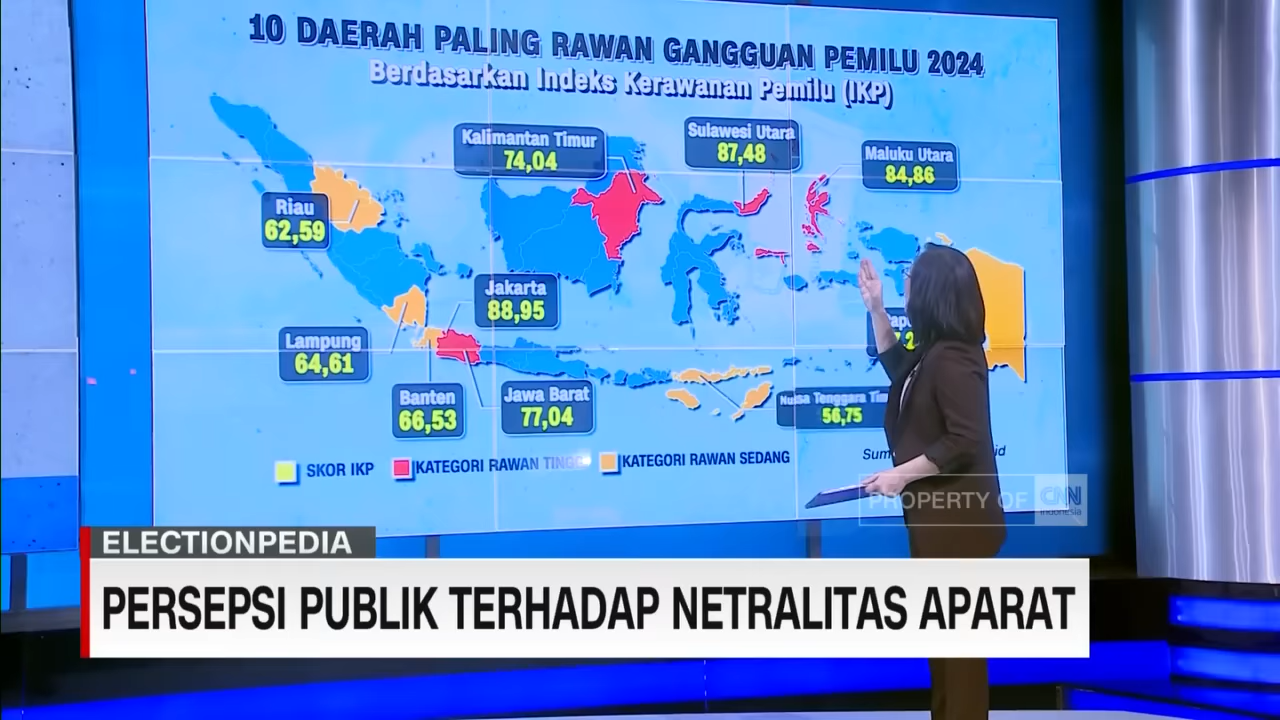 10 DAERAH PALING RAWAN GANGGUAN PEMILU 2024
Berdasarkan Indeks Kerawanan Pemilu (IKP)
Kalimantan Timur
74,04
Sulawesi Utara
87,48
Maluku Utara
84,86
Riau
62,59
Jakarta
88,95
Lampung
64,61
Banten
66,53
Jawa Barat
77,04
Tenggara
56,75
SKOR IKP
KATEGORI RAWAN
KATEGORI RAWAN SEDANG
PROPERTY OF CNN Indonesia
ELECTIONPEDIA
PERSEPSI PUBLIK TERHADAP NETRALITAS APARAT